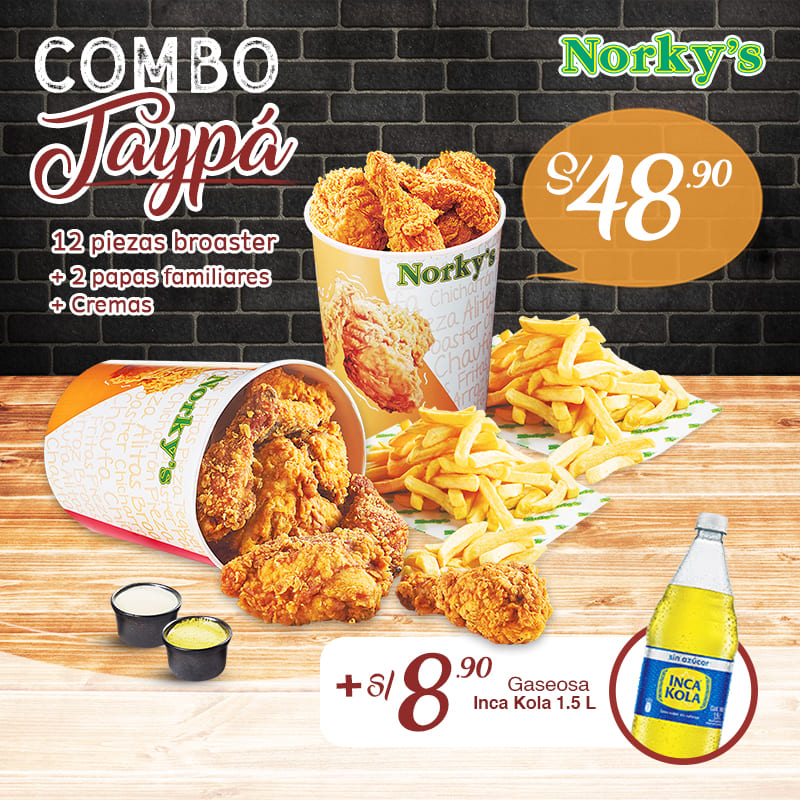 COMBO
Taypá
12 piezas broaster
+ 2 papas familiares
+ Cremas
Norky's
S/48.90
Norky's
Norky's
+ S/ 8.90
Gaseosa
Inca Kola 1.5 L
sin azúcar
INCA
KOLA